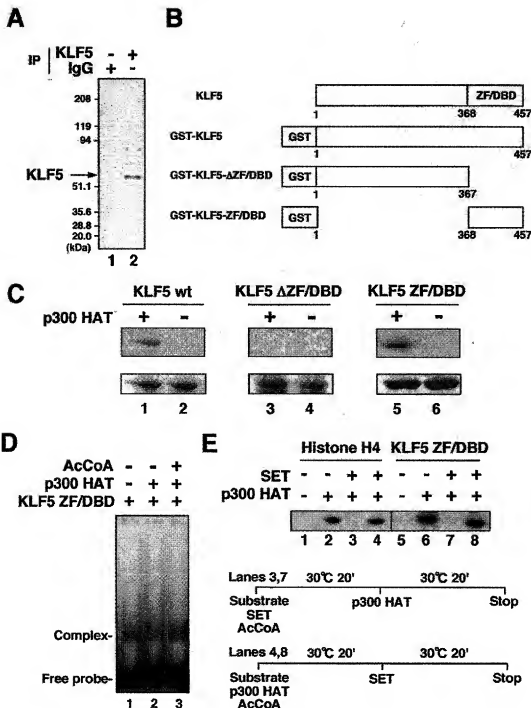 A
IP KLF5 - +
IgG + -
208
119
94
KLF5
51.1
35.6
28.8
20.0
(kDa)
1 2
B
KLF5 ZF/DBD
1 368 457
GST-KLF5 GST
1 457
GST-KLF5-ΔZF/DBD GST
1 367
GST-KLF5-ZF/DBD GST
1 368 457
C
KLF5 wt KLF5 ΔZF/DBD KLF5 ZF/DBD
p300 HAT + - + - + -
1 2 3 4 5 6
D
AcCoA - - +
p300 HAT - + +
KLF5 ZF/DBD + + +
Complex-
Free probe-
1 2 3
E
Histone H4 KLF5 ZF/DBD
SET - - + + - - + +
p300 HAT - + + + - + + +
1 2 3 4 5 6 7 8
Lanes 3,7 30℃ 20' 30℃ 20'
Substrate p300 HAT Stop
SET
AcCoA
Lanes 4,8 30℃ 20' 30℃ 20'
Substrate SET Stop
p300 HAT
AcCoA